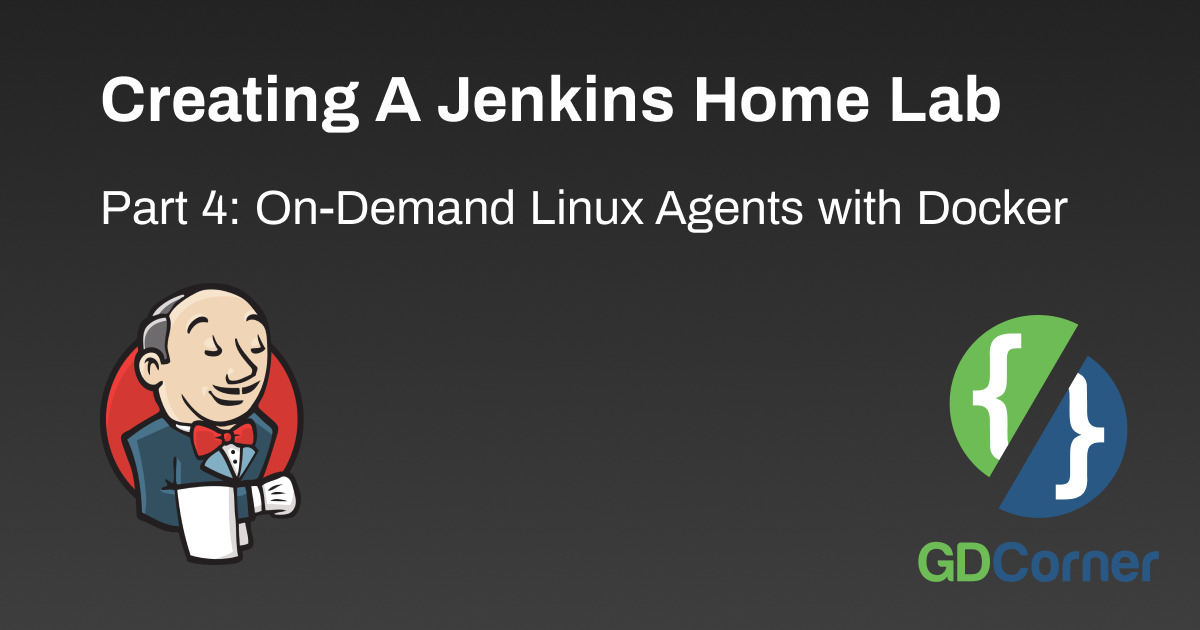 Creating A Jenkins Home Lab
Part 4: On-Demand Linux Agents with Docker
{ }
GDCorner